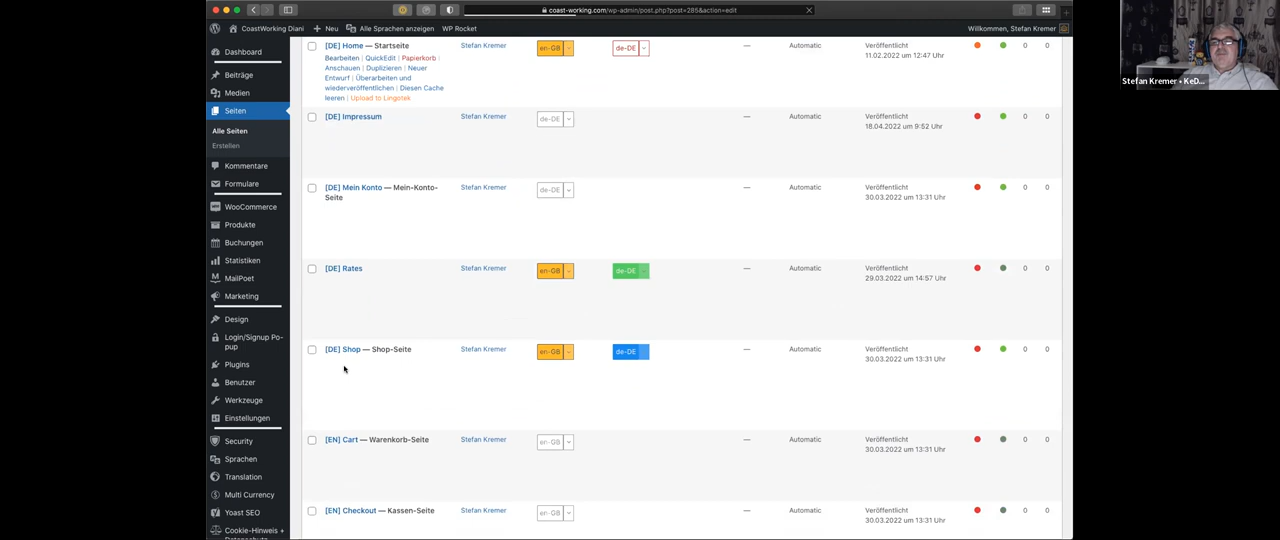 coast-working.com/wp-admin/post.php?post=285&action=edit
CoastWorking Diani
Neu
Alle Sprachen anzeigen
WP Rocket
Willkommen, Stefan Kremer
Dashboard
Beiträge
Medien
Seiten
Alle Seiten
Erstellen
Kommentare
Formulare
WooCommerce
Produkte
Buchungen
Statistiken
MailPoet
Marketing
Design
Login/Signup Po-
pup
Plugins
Benutzer
Werkzeuge
Einstellungen
Security
Sprachen
Translation
Multi Currency
Yoast SEO
Cookie-Hinweis +
[DE] Home — Startseite
Bearbeiten | QuickEdit | Papierkorb |
Anschauen | Duplizieren | Neuer
Entwurf | Überarbeiten und
wiederveröffentlichen | Diesen Cache
leeren | Upload to Lingotek
Stefan Kremer
en-GB
de-DE
—
Automatic
Veröffentlicht
11.02.2022 um 12:47 Uhr
0
0
[DE] Impressum
Stefan Kremer
de-DE
—
Automatic
Veröffentlicht
18.04.2022 um 9:52 Uhr
0
0
[DE] Mein Konto — Mein-Konto-
Seite
Stefan Kremer
de-DE
—
Automatic
Veröffentlicht
30.03.2022 um 13:31 Uhr
0
0
[DE] Rates
Stefan Kremer
en-GB
de-DE
—
Automatic
Veröffentlicht
29.03.2022 um 14:57 Uhr
0
0
[DE] Shop — Shop-Seite
Stefan Kremer
en-GB
de-DE
—
Automatic
Veröffentlicht
30.03.2022 um 13:31 Uhr
0
0
[EN] Cart — Warenkorb-Seite
Stefan Kremer
en-GB
—
Automatic
Veröffentlicht
30.03.2022 um 13:31 Uhr
0
0
[EN] Checkout — Kassen-Seite
Stefan Kremer
en-GB
—
Automatic
Veröffentlicht
30.03.2022 um 13:31 Uhr
0
0
Stefan Kremer • KeD...